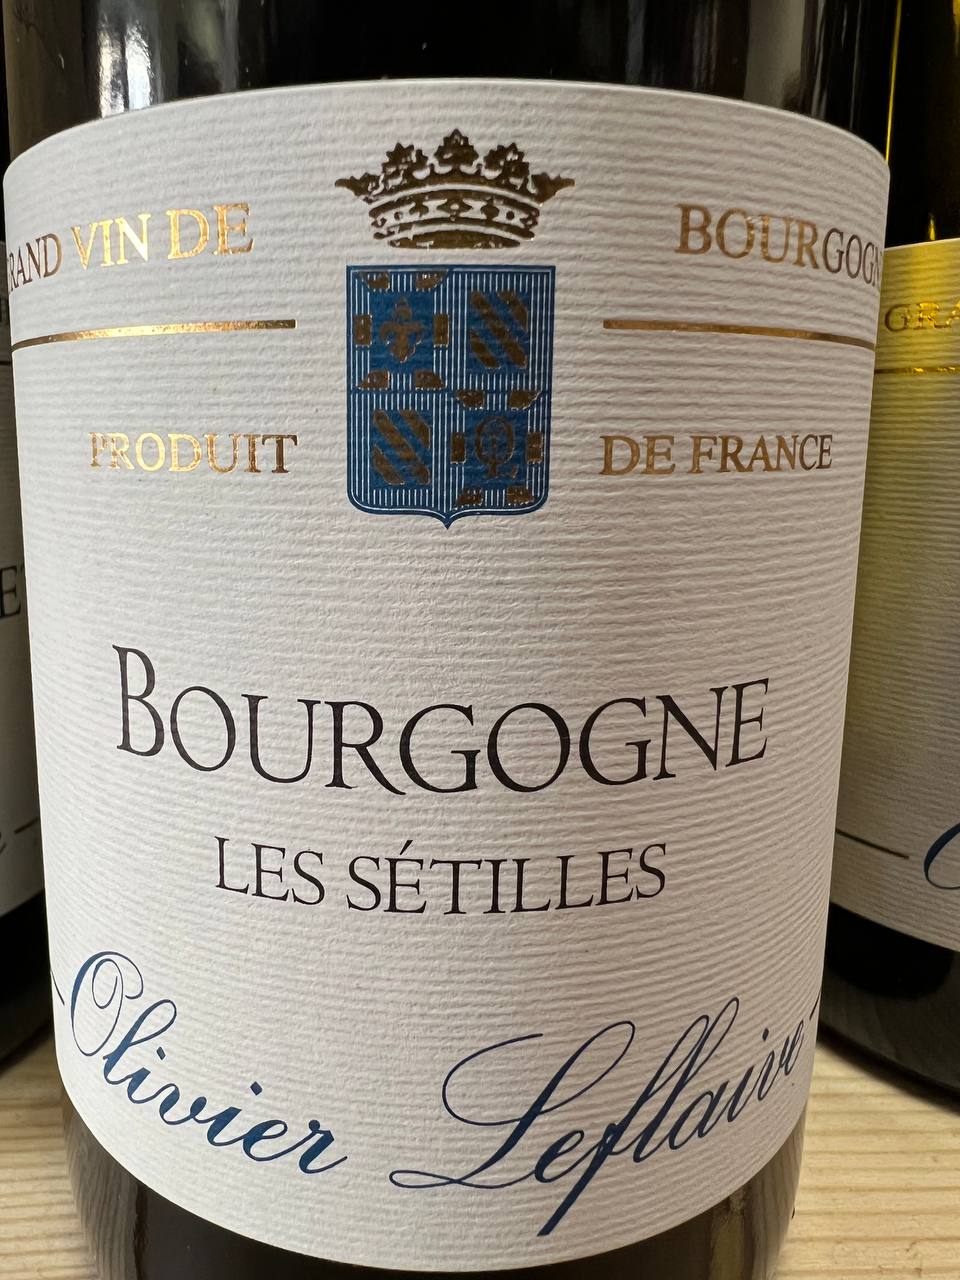 GRAND VIN DE BOURGOGNE
PRODUIT DE FRANCE
BOURGOGNE
LES SÉTILLES
Olivier Leflaive